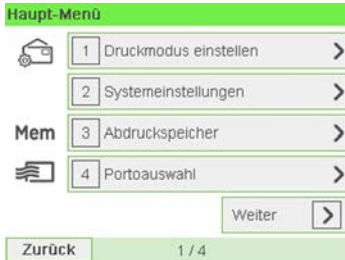 Haupt-Menü
1 Druckmodus einstellen
2 Systemeinstellungen
Mem 3 Abdruckspeicher
4 Portoauswahl
Weiter
Zurück 1 / 4